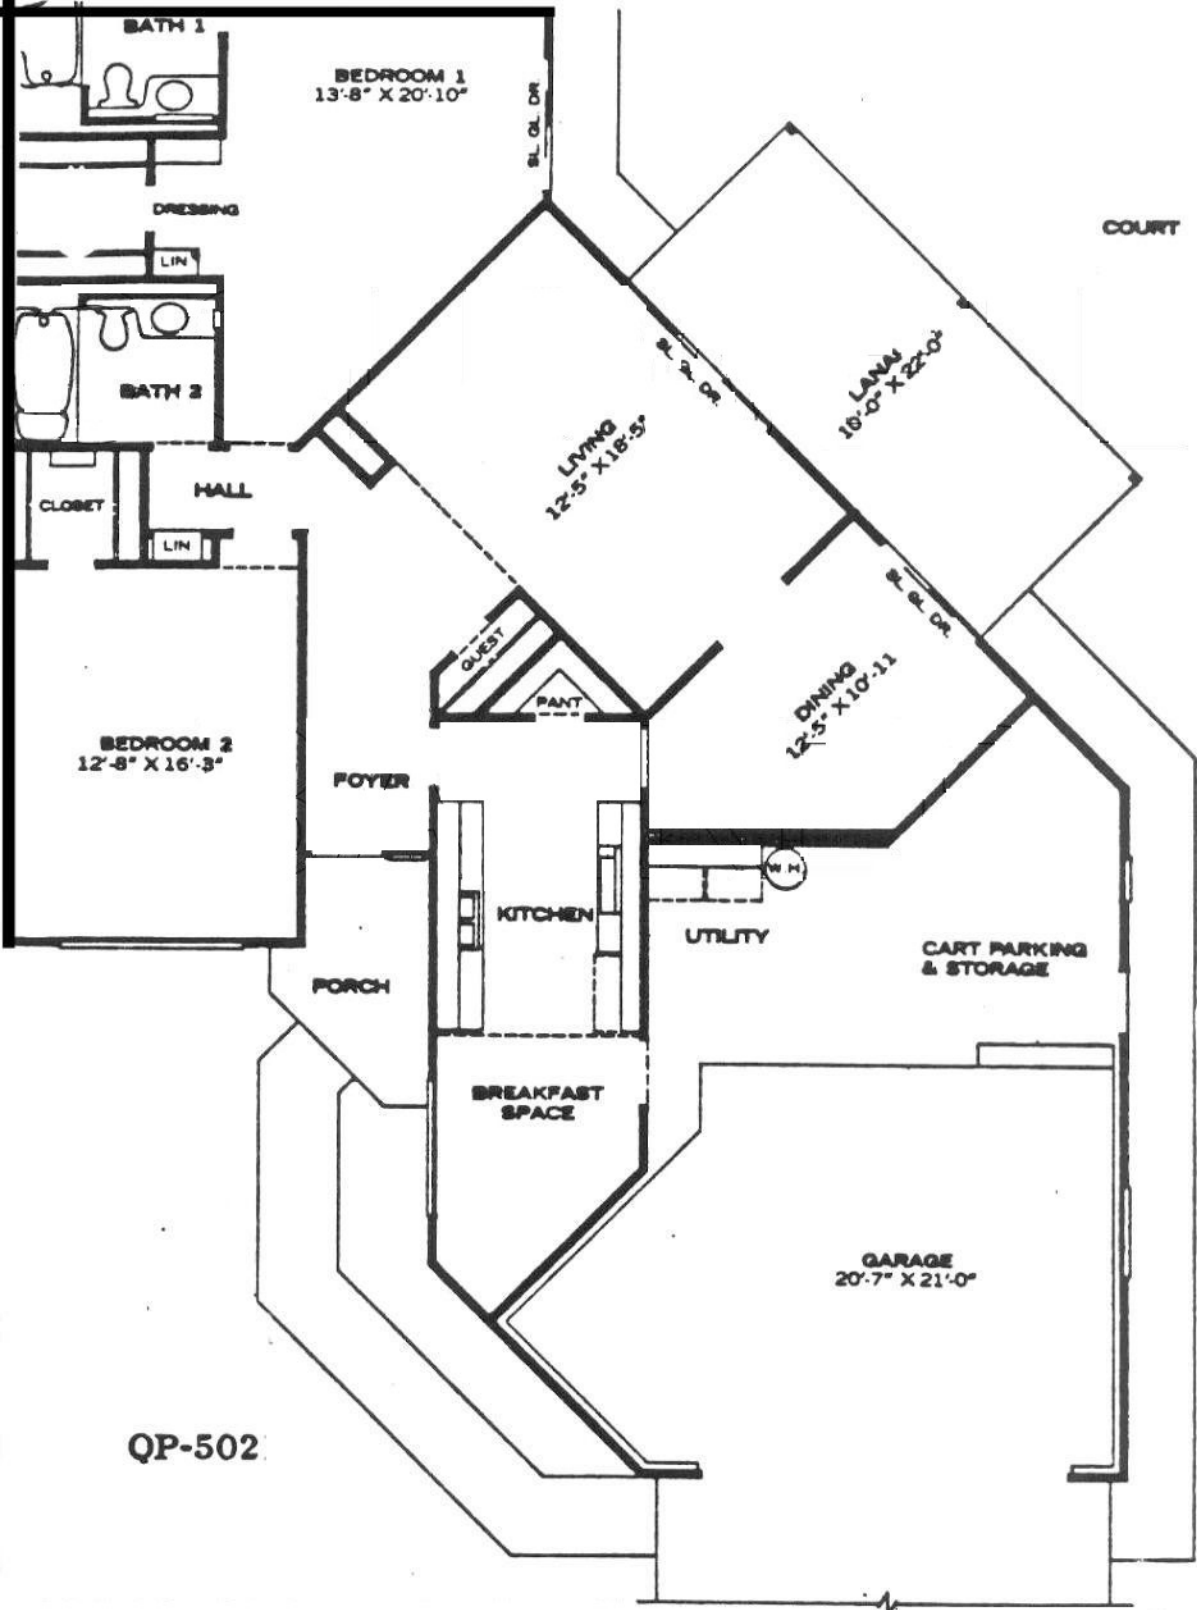 BATH 1
BEDROOM 1
13'-8" X 20'-10"
SL. GL. DR.
DRESSING
COURT
LIN
BATH 2
SL. GL. DR.
LANAI
16'-0" X 22'-0"
LIVING
12'-5" X 18'-5"
HALL
CLOSET
LIN
SL. GL. DR.
GUEST
PANT
DINING
12'-5" X 10'-11
BEDROOM 2
12'-8" X 16'-3"
FOYER
W.H.
KITCHEN
UTILITY
CART PARKING
& STORAGE
PORCH
BREAKFAST
SPACE
GARAGE
20'-7" X 21'-0"
QP-502